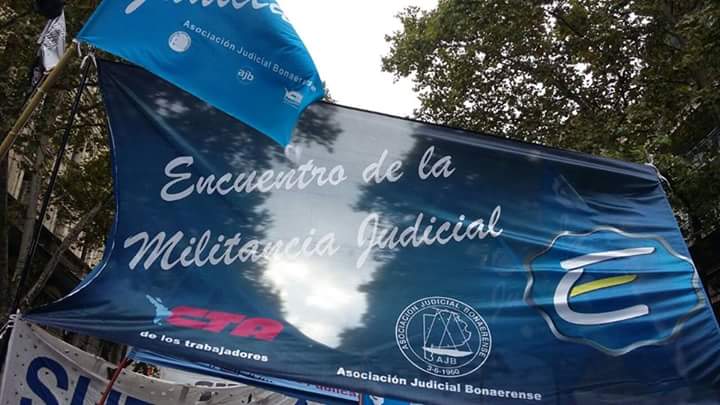 Asociación Judicial Bonaerense
ajb
Encuentro de la
Militancia Judicial
CTA
de los trabajadores
ASOCIACIÓN JUDICIAL BONAERENSE
AJB
3-6-1960
Asociación Judicial Bonaerense